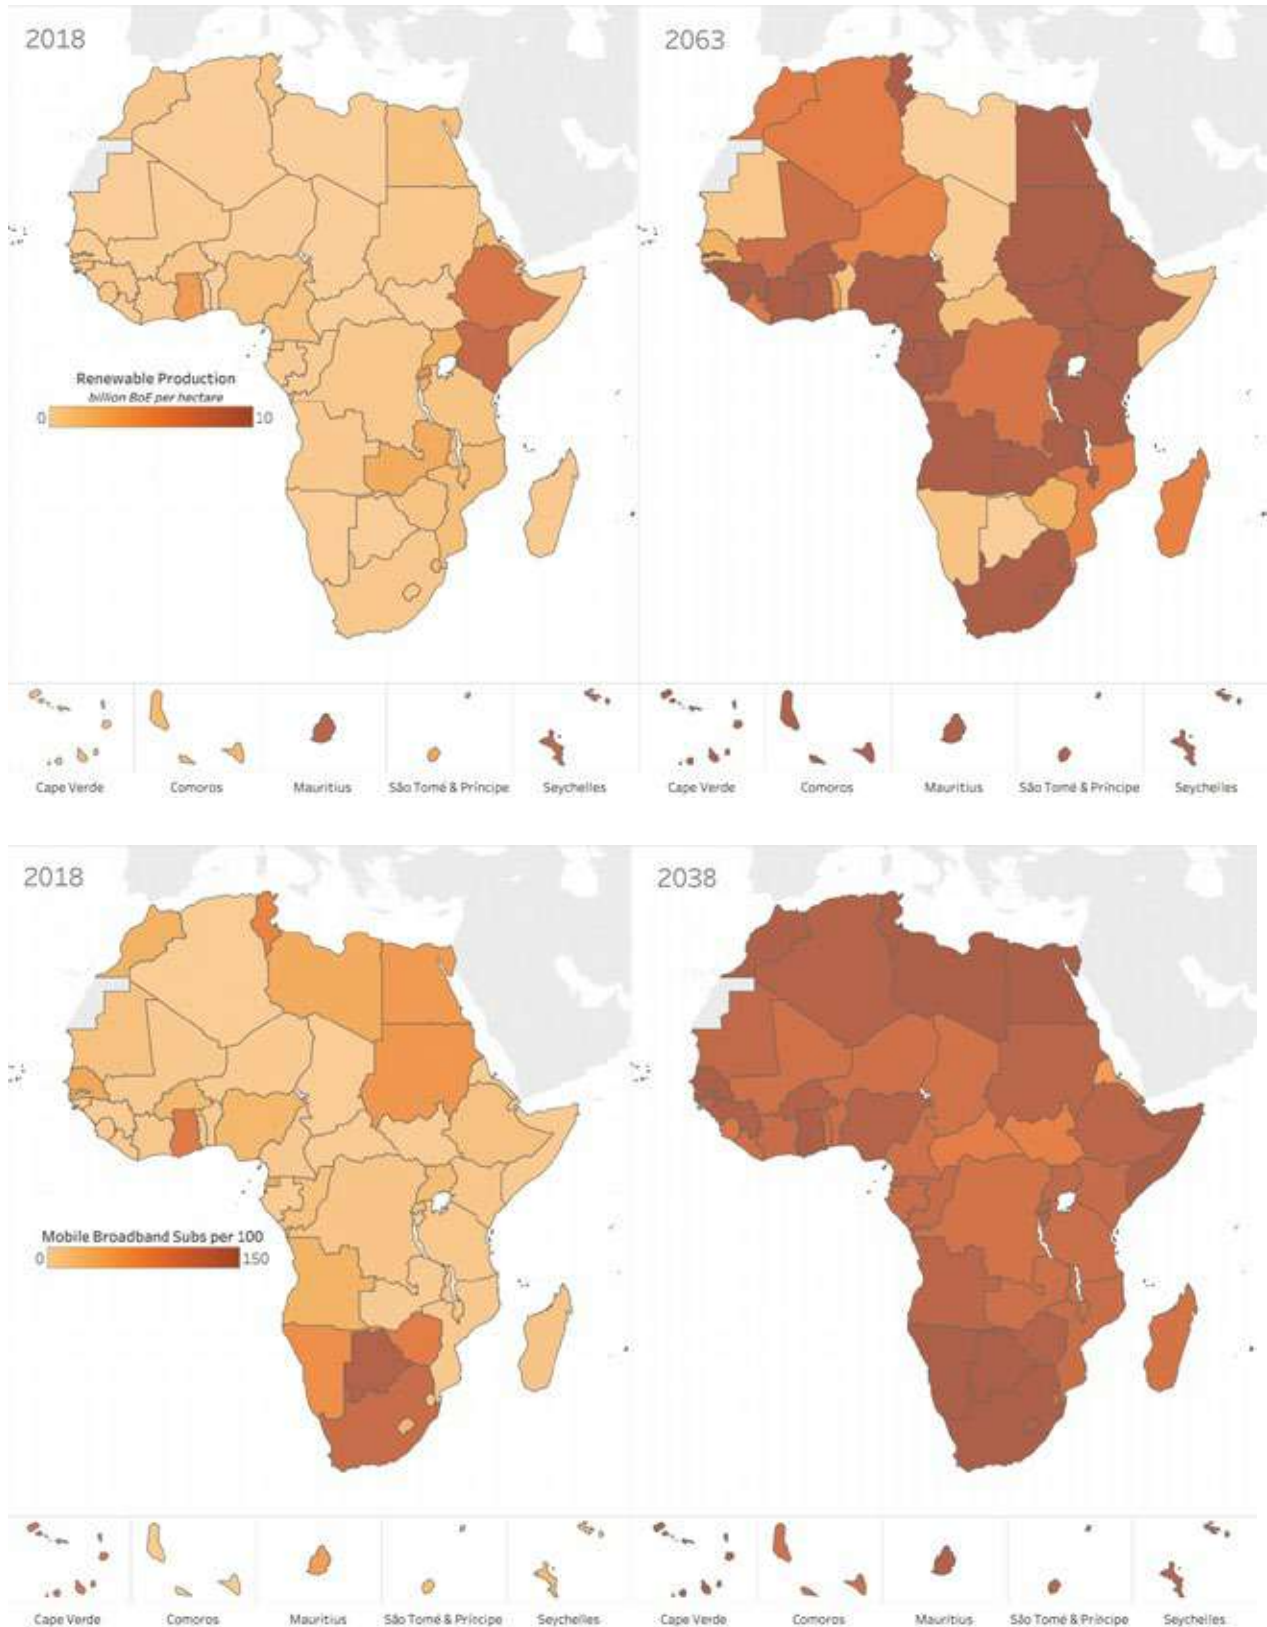 2018
2063
Renewable Production
billion BoE per hectare
0 10
Cape Verde Comoros Mauritius São Tomé & Príncipe Seychelles Cape Verde Comoros Mauritius São Tomé & Príncipe Seychelles
2018
2038
Mobile Broadband Subs per 100
0 150
Cape Verde Comoros Mauritius São Tomé & Príncipe Seychelles Cape Verde Comoros Mauritius São Tomé & Príncipe Seychelles